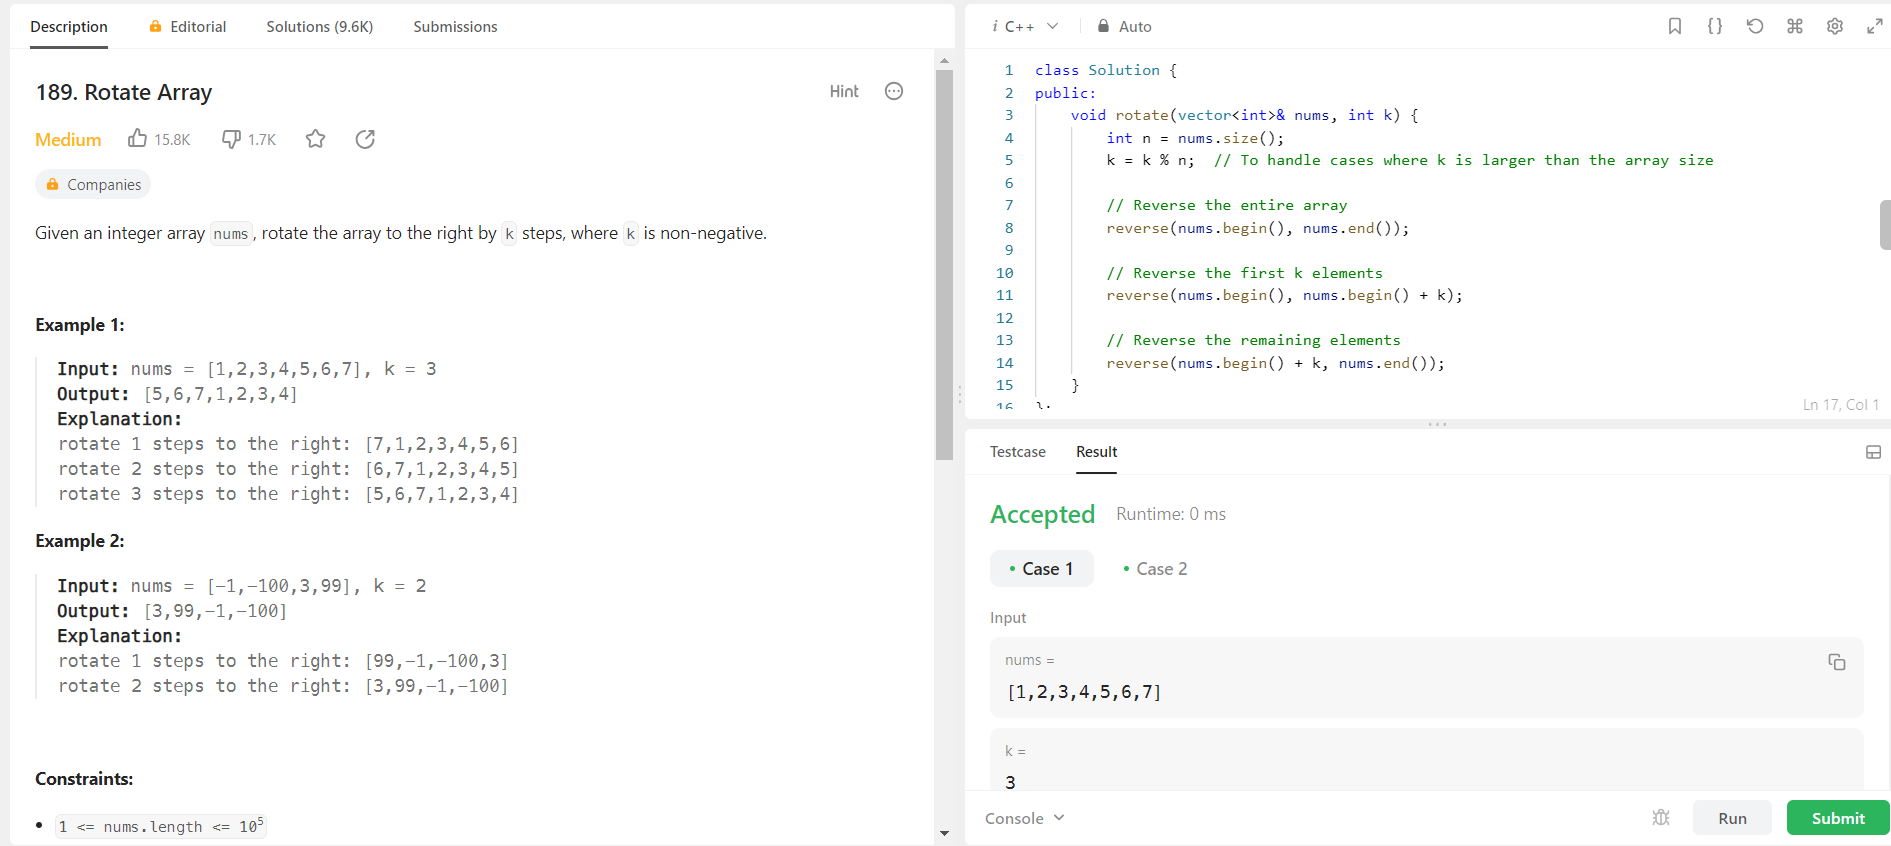 Description
Editorial
Solutions (9.6K)
Submissions
189. Rotate Array
Hint
Medium
15.8K
1.7K
Companies
Given an integer array nums, rotate the array to the right by k steps, where k is non-negative.
Example 1:
Input: nums = [1,2,3,4,5,6,7], k = 3
Output: [5,6,7,1,2,3,4]
Explanation:
rotate 1 steps to the right: [7,1,2,3,4,5,6]
rotate 2 steps to the right: [6,7,1,2,3,4,5]
rotate 3 steps to the right: [5,6,7,1,2,3,4]
Example 2:
Input: nums = [-1,-100,3,99], k = 2
Output: [3,99,-1,-100]
Explanation:
rotate 1 steps to the right: [99,-1,-100,3]
rotate 2 steps to the right: [3,99,-1,-100]
Constraints:
• 1 <= nums.length <= 10⁵
i C++
Auto
{}
1 class Solution {
2 public:
3     void rotate(vector<int>& nums, int k) {
4         int n = nums.size();
5         k = k % n;  // To handle cases where k is larger than the array size
6
7         // Reverse the entire array
8         reverse(nums.begin(), nums.end());
9
10         // Reverse the first k elements
11         reverse(nums.begin(), nums.begin() + k);
12
13         // Reverse the remaining elements
14         reverse(nums.begin() + k, nums.end());
15     }
16 };
Ln 17, Col 1
Testcase
Result
Accepted
Runtime: 0 ms
• Case 1
• Case 2
Input
nums =
[1,2,3,4,5,6,7]
k =
3
Console
Run
Submit